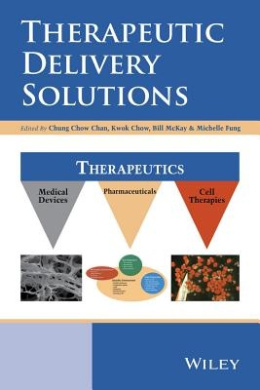 THERAPEUTIC
DELIVERY
SOLUTIONS
Edited By Chung Chow Chan, Kwok Chow, Bill McKay & Michelle Fung
THERAPEUTICS
Medical
Devices
Pharmaceuticals
Cell
Therapies
WILEY